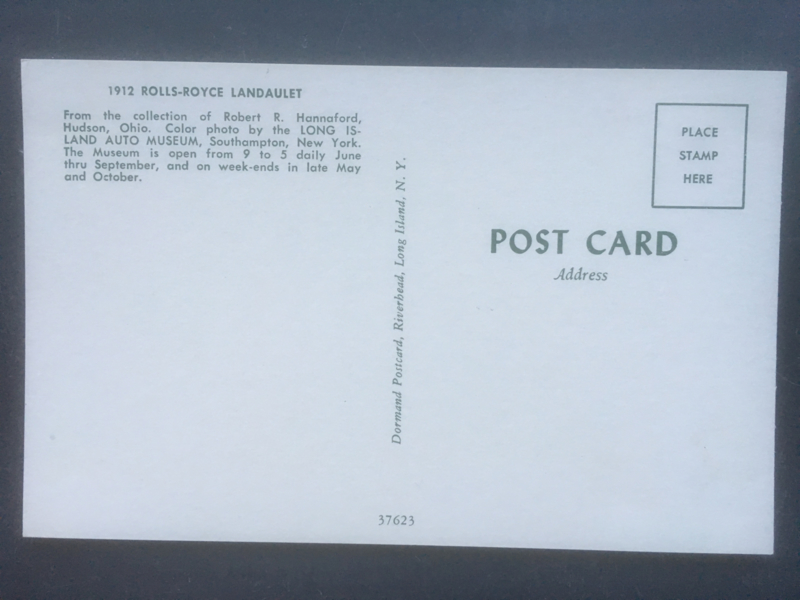 1912 ROLLS-ROYCE LANDAULET
From the collection of Robert R. Hannaford,
Hudson, Ohio. Color photo by the LONG IS-
LAND AUTO MUSEUM, Southampton, New York.
The Museum is open from 9 to 5 daily June
thru September, and on week-ends in late May
and October.
Dormand Postcard, Riverhead, Long Island, N. Y.
PLACE
STAMP
HERE
POST CARD
Address
37623